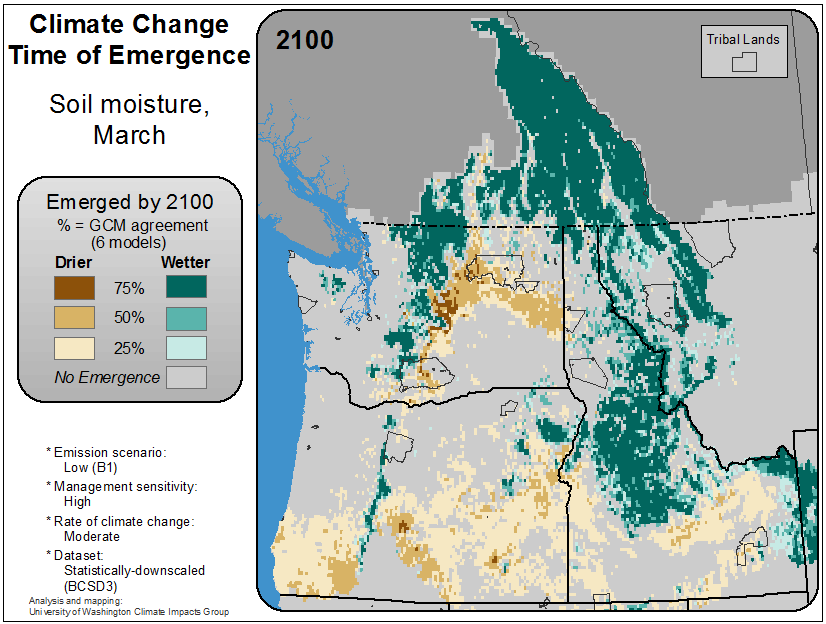 Climate Change
Time of Emergence
Soil moisture,
March
Emerged by 2100
% = GCM agreement
(6 models)
Drier Wetter
75%
50%
25%
No Emergence
* Emission scenario:
Low (B1)
* Management sensitivity:
High
* Rate of climate change:
Moderate
* Dataset:
Statistically-downscaled
(BCSD3)
Analysis and mapping:
University of Washington Climate Impacts Group
2100
Tribal Lands